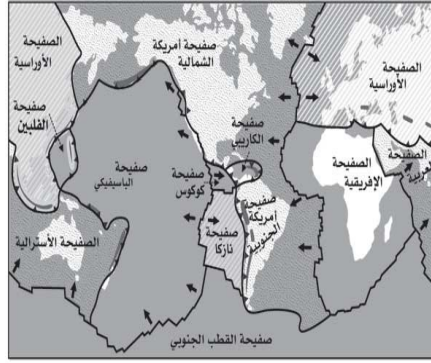 الصفيحة
الأوراسية
صفيحة أمريكة
الشمالية
الصفيحة
الأوراسية
صفيحة
الفلبين
صفيحة
الكاريبي
صفيحة
الباسيفيكي
صفيحة
كوكوس
الصفيحة
الإفريقية
الصفيحة
العربية
صفيحة
أمريكة
الجنوبية
صفيحة
نازكا
الصفيحة الأسترالية
صفيحة القطب الجنوبي